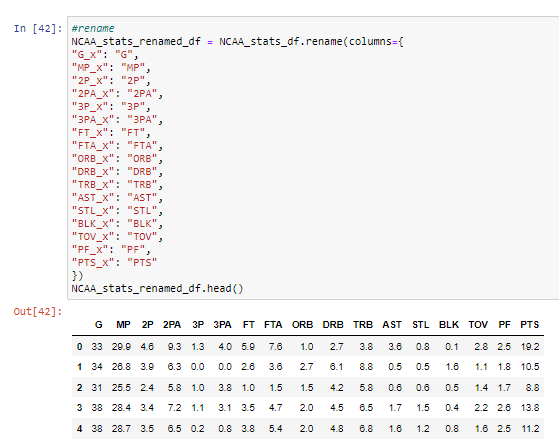 In [42]: #rename
NCAA_stats_renamed_df = NCAA_stats_df.rename(columns={
"G_x": "G",
"MP_x": "MP",
"2P_x": "2P",
"2PA_x": "2PA",
"3P_x": "3P",
"3PA_x": "3PA",
"FT_x": "FT",
"FTA_x": "FTA",
"ORB_x": "ORB",
"DRB_x": "DRB",
"TRB_x": "TRB",
"AST_x": "AST",
"STL_x": "STL",
"BLK_x": "BLK",
"TOV_x": "TOV",
"PF_x": "PF",
"PTS_x": "PTS"
})
NCAA_stats_renamed_df.head()
Out[42]:
G MP 2P 2PA 3P 3PA FT FTA ORB DRB TRB AST STL BLK TOV PF PTS
0 33 29.9 4.6 9.3 1.3 4.0 5.9 7.6 1.0 2.7 3.8 3.6 0.8 0.1 2.8 2.5 19.2
1 34 26.8 3.9 6.3 0.0 0.0 2.6 3.6 2.7 6.1 8.8 0.5 0.5 1.6 1.1 1.8 10.5
2 31 25.5 2.4 5.8 1.0 3.8 1.0 1.5 1.5 4.2 5.8 0.6 0.6 0.5 1.4 1.7 8.8
3 38 28.4 3.4 7.2 1.1 3.1 3.5 4.7 2.0 4.5 6.5 1.7 1.5 0.4 2.2 2.6 13.8
4 38 28.7 3.5 6.5 0.2 0.8 3.8 5.4 2.0 4.8 6.8 1.6 1.2 0.8 1.6 2.5 11.2